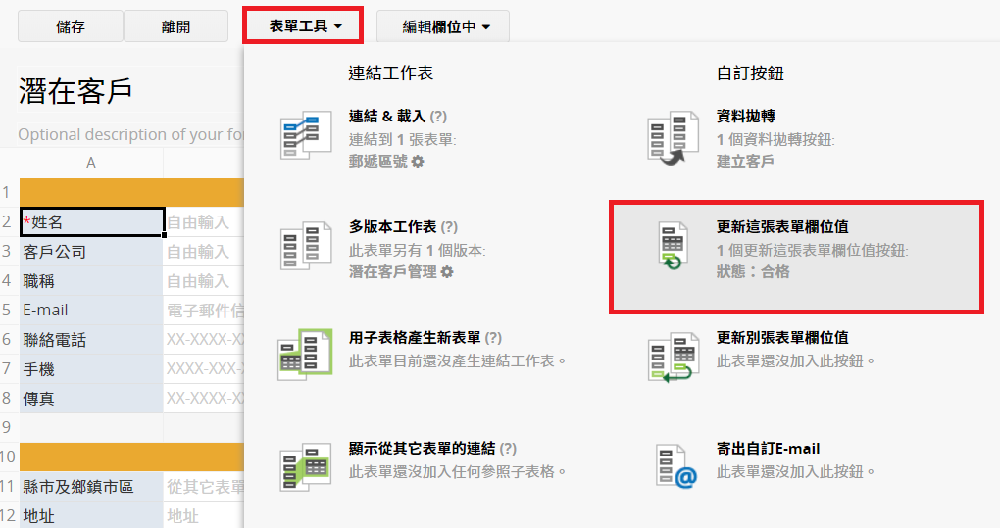 儲存
離開
表單工具
編輯欄位中
潛在客戶
Optional description of your fo
A
1
2 *姓名 自由輸入
3 客戶公司 自由輸入
4 職稱 自由輸入
5 E-mail 電子郵件信
6 聯絡電話 XX-XXXX-XX
7 手機 XXXX-XXX-X
8 傳真 XX-XXXX-XX
9
10
11 縣市及鄉鎮市區 從其它表單
12 地址 地址
連結工作表
連結 & 載入 (?)
連結到 1 張表單:
郵遞區號
多版本工作表 (?)
此表單另有 1 個版本:
潛在客戶管理
用子表格產生新表單 (?)
此表單目前還沒產生連結工作表。
顯示從其它表單的連結 (?)
此表單還沒加入任何參照子表格。
自訂按鈕
資料拋轉
1 個資料拋轉按鈕:
建立客戶
更新這張表單欄位值
1 個更新這張表單欄位值按鈕:
狀態：合格
更新別張表單欄位值
此表單還沒加入此按鈕。
寄出自訂E-mail
此表單還沒加入此按鈕。